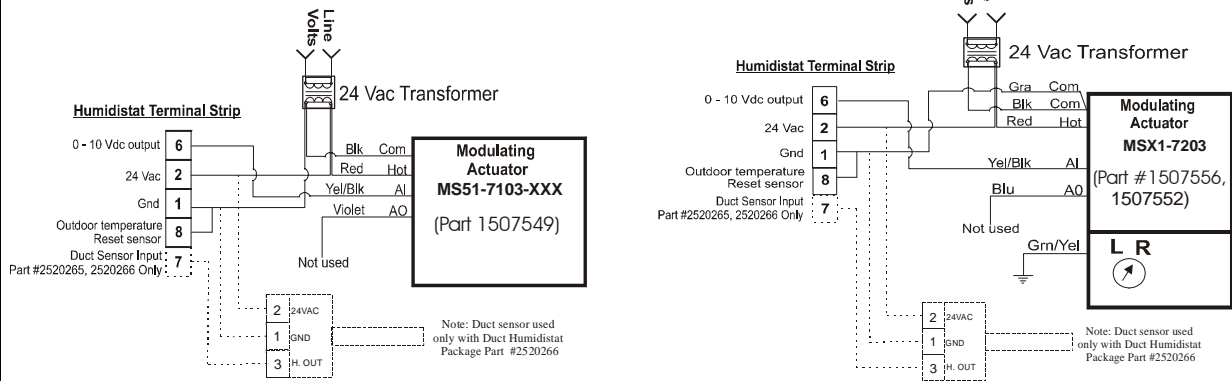 Line
Volts
24 Vac Transformer
Humidistat Terminal Strip
0 - 10 Vdc output 6
24 Vac 2
Gnd 1
Outdoor temperature
Reset sensor 8
Duct Sensor Input
Part #2520265, 2520266 Only 7
Blk Com
Red Hot
Yel/Blk AI
Violet AO
Not used
Modulating
Actuator
MS51-7103-XXX
(Part 1507549)
2 24VAC
1 GND
3 H. OUT
Note: Duct sensor used
only with Duct Humidistat
Package Part #2520266
24 Vac Transformer
Humidistat Terminal Strip
0 - 10 Vdc output 6
24 Vac 2
Gnd 1
Outdoor temperature
Reset sensor 8
Duct Sensor Input
Part #2520265, 2520266 Only 7
Gra Com
Blk Com
Red Hot
Yel/Blk AI
Blu A0
Not used
Grn/Yel
Modulating
Actuator
MSX1-7203
(Part #1507556,
1507552)
L R
2 24VAC
1 GND
3 H. OUT
Note: Duct sensor used
only with Duct Humidistat
Package Part #2520266